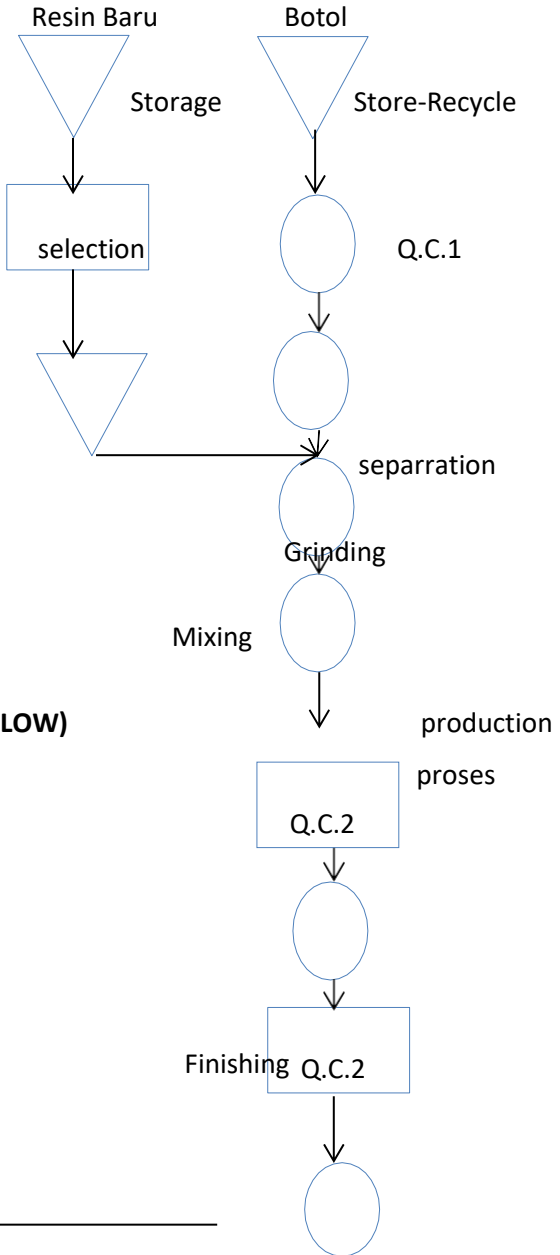 Resin Baru Botol
Storage Store-Recycle
selection Q.C.1
separration
Grinding
Mixing
LOW) production
proses
Q.C.2
Finishing Q.C.2